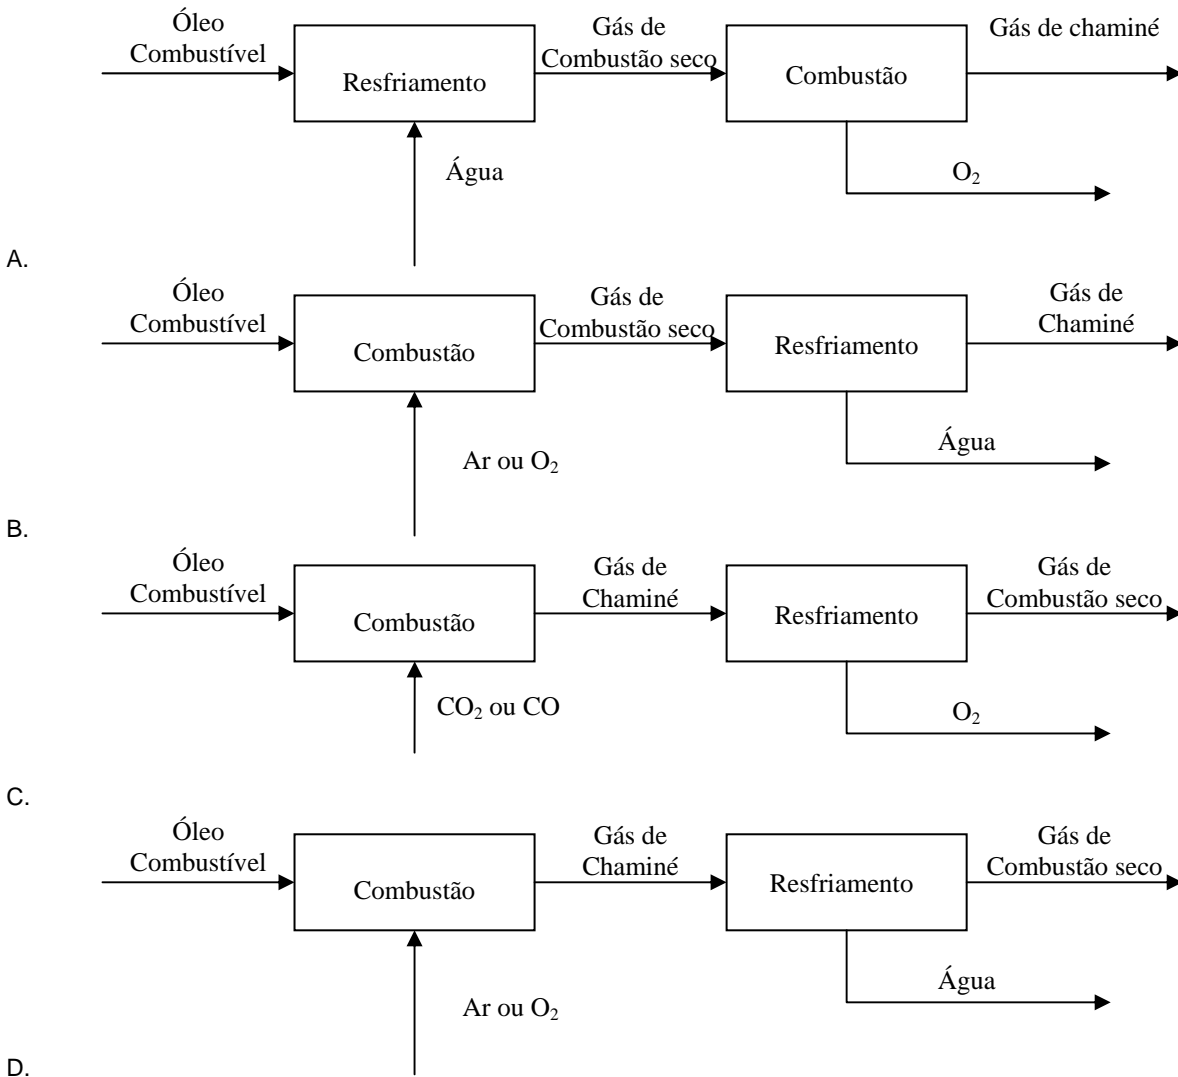 Óleo
Combustível
Resfriamento
Gás de
Combustão seco
Combustão
Gás de chaminé
Água
O₂
A.
Óleo
Combustível
Combustão
Gás de
Combustão seco
Resfriamento
Gás de
Chaminé
Ar ou O₂
Água
B.
Óleo
Combustível
Combustão
Gás de
Chaminé
Resfriamento
Gás de
Combustão seco
CO₂ ou CO
O₂
C.
Óleo
Combustível
Combustão
Gás de
Chaminé
Resfriamento
Gás de
Combustão seco
Ar ou O₂
Água
D.